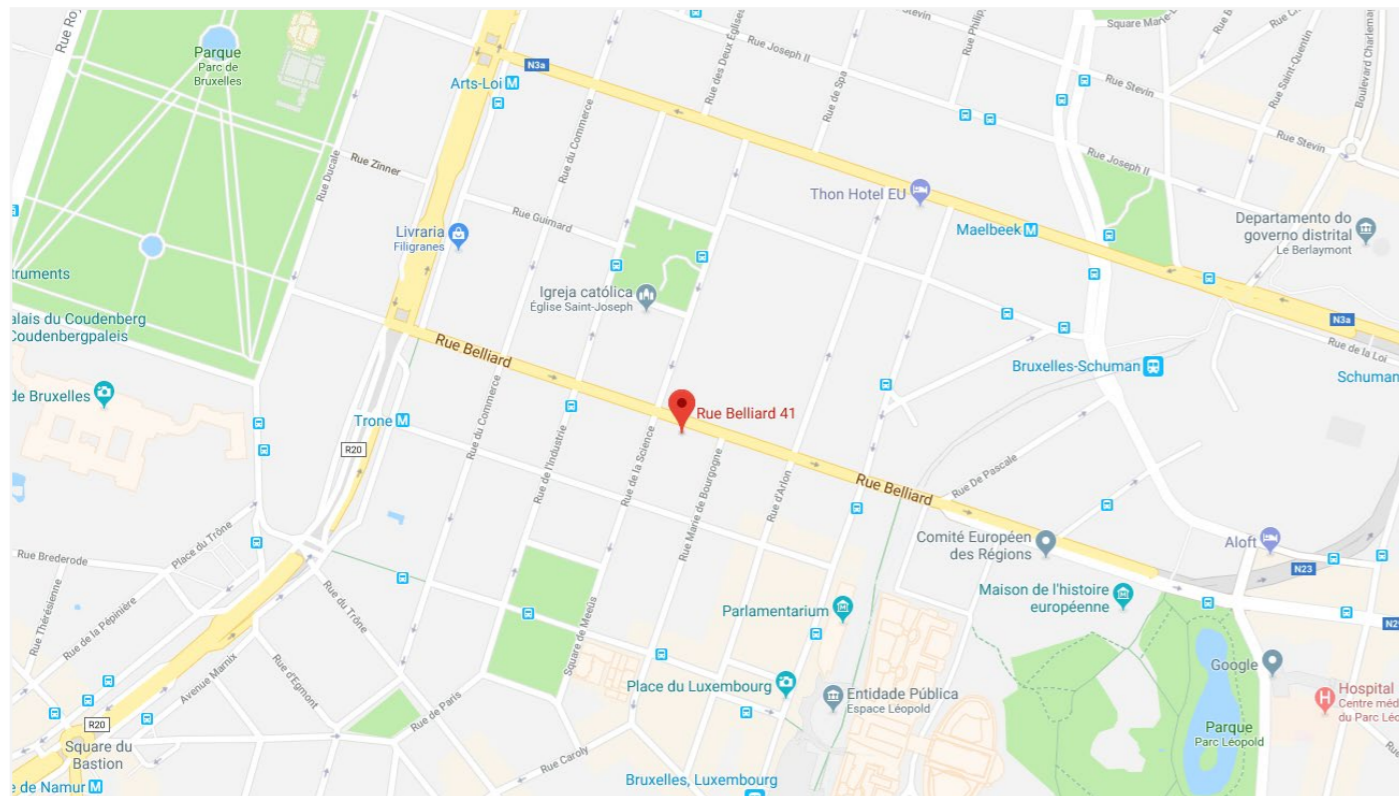 Rue Roy
Parque
Parc de
Bruxelles
Rue Ducale
Rue Zinner
Arts-Loi M
N3a
Rue du Commerce
Rue des Deux Églises
Rue Joseph II
Rue de Spa
Rue Philip
Square Marie-
Rue Stevin
Rue Saint-Quentin
Boulevard Charlemag
Rue Stevin
Rue Joseph II
Thon Hotel EU
Maelbeek M
Departamento do
governo distrital
Le Berlaymont
Livraria
Filigranes
Rue Guimard
Igreja católica
Église Saint-Joseph
truments
alais du Coudenberg
Coudenbergpaleis
de Bruxelles
Rue Belliard
N3a
Rue de la Loi
Schuman
Bruxelles-Schuman
Rue Belliard 41
Trone M
R20
Rue du Commerce
Rue de l'Industrie
Rue de la Science
Rue Marie de Bourgogne
Rue d'Arlon
Rue Belliard
Rue De Pascale
Comité Européen
des Régions
Aloft
N23
Maison de l'histoire
européenne
Rue Brederode
Place du Trône
Rue Thérésienne
Rue de la Pépinière
Rue du Trône
Avenue Marnix
Rue d'Egmont
Square de Meeûs
Parlamentarium
Place du Luxembourg
Entidade Pública
Espace Léopold
Google
Parque
Parc Léopold
H
Hospital
Centre méd
du Parc Léo
R20
Square du
Bastion
Rue de Paris
Rue Caroly
e de Namur M
Bruxelles, Luxembourg